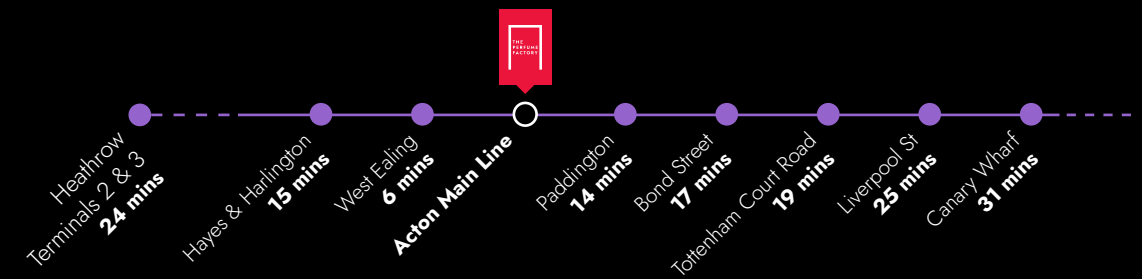 THE
PERFUME
FACTORY
Heathrow
Terminals 2 & 3
24 mins
Hayes & Harlington
15 mins
West Ealing
6 mins
Acton Main Line
Paddington
14 mins
Bond Street
17 mins
Tottenham Court Road
19 mins
Liverpool St
25 mins
Canary Wharf
31 mins